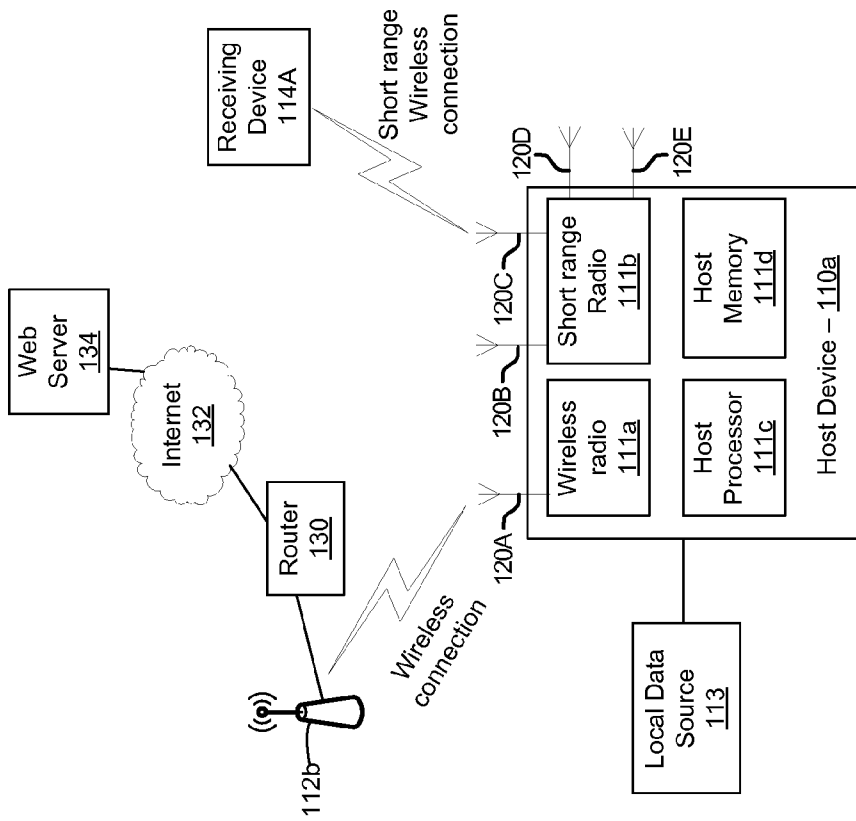 Web
Server
134
Internet
132
Router
130
112b
Receiving
Device
114A
Short range
Wireless
connection
Wireless
connection
120A
120B
120C
120D
120E
Wireless
radio
111a
Short range
Radio
111b
Host
Processor
111c
Host
Memory
111d
Host Device – 110a
Local Data
Source
113